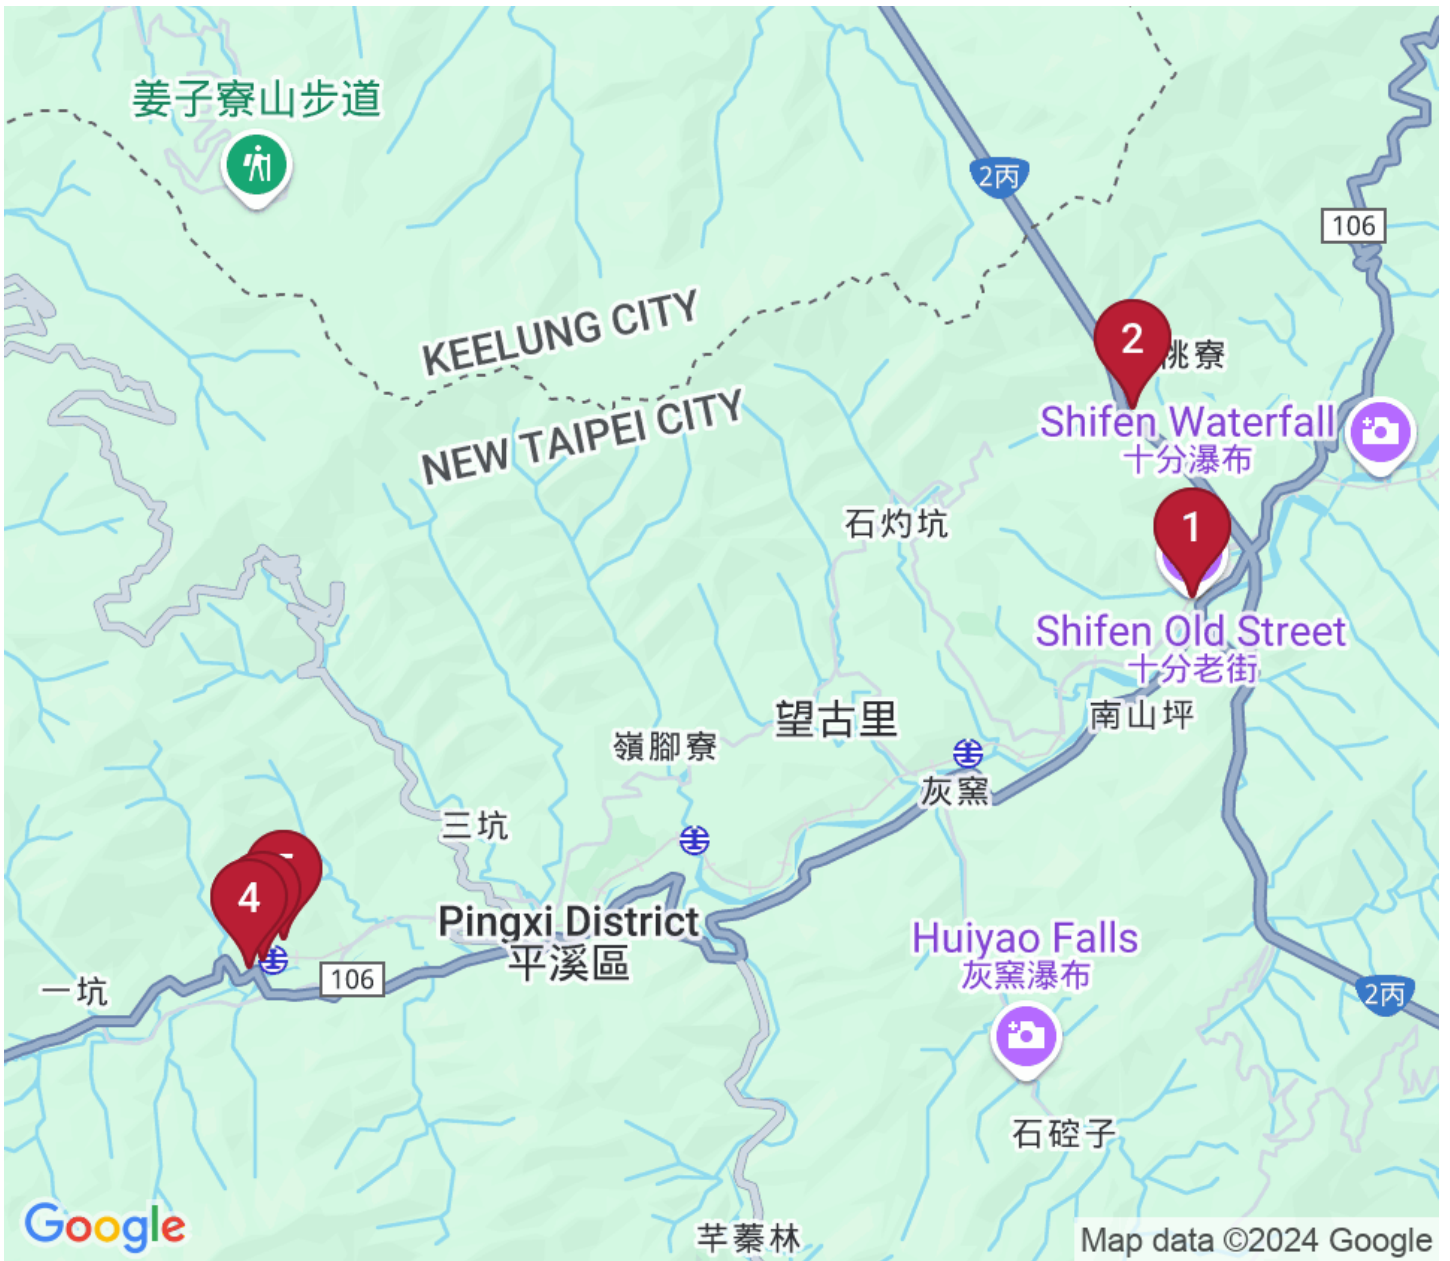 姜子寮山步道
2丙
106
KEELUNG CITY
2
桃寮
NEW TAIPEI CITY
Shifen Waterfall
十分瀑布
石灼坑
1
Shifen Old Street
十分老街
望古里
南山坪
嶺腳寮
灰窯
三坑
4
Pingxi District
平溪區
Huiyao Falls
灰窯瀑布
106
一坑
2丙
石硿子
Google
芊蓁林
Map data ©2024 Google